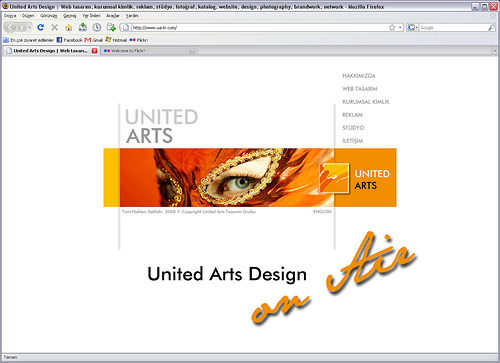 United Arts Design | Web tasarım, kurumsal kimlik, reklam, stüdyo, fotoğraf, katalog, website, design, photography, brandwork, network - Mozilla Firefox
Dosya Düzen Görünüm Geçmiş Yer İmleri Araçlar Yardım
http://www.uartr.com/
Google
En çok ziyaret edilenler Facebook Gmail Hotmail Flickr!
United Arts Design | Web tasarı...
Welcome to Flickr!
HAKKIMIZDA
WEB TASARIM
KURUMSAL KİMLİK
REKLAM
STÜDYO
İLETİŞİM
UNITED
ARTS
UNITED
ARTS
Tüm Hakları Saklıdır. 2008 © Copyright United Arts Tasarım Grubu
ENGLISH
United Arts Design
on Air
Tamam